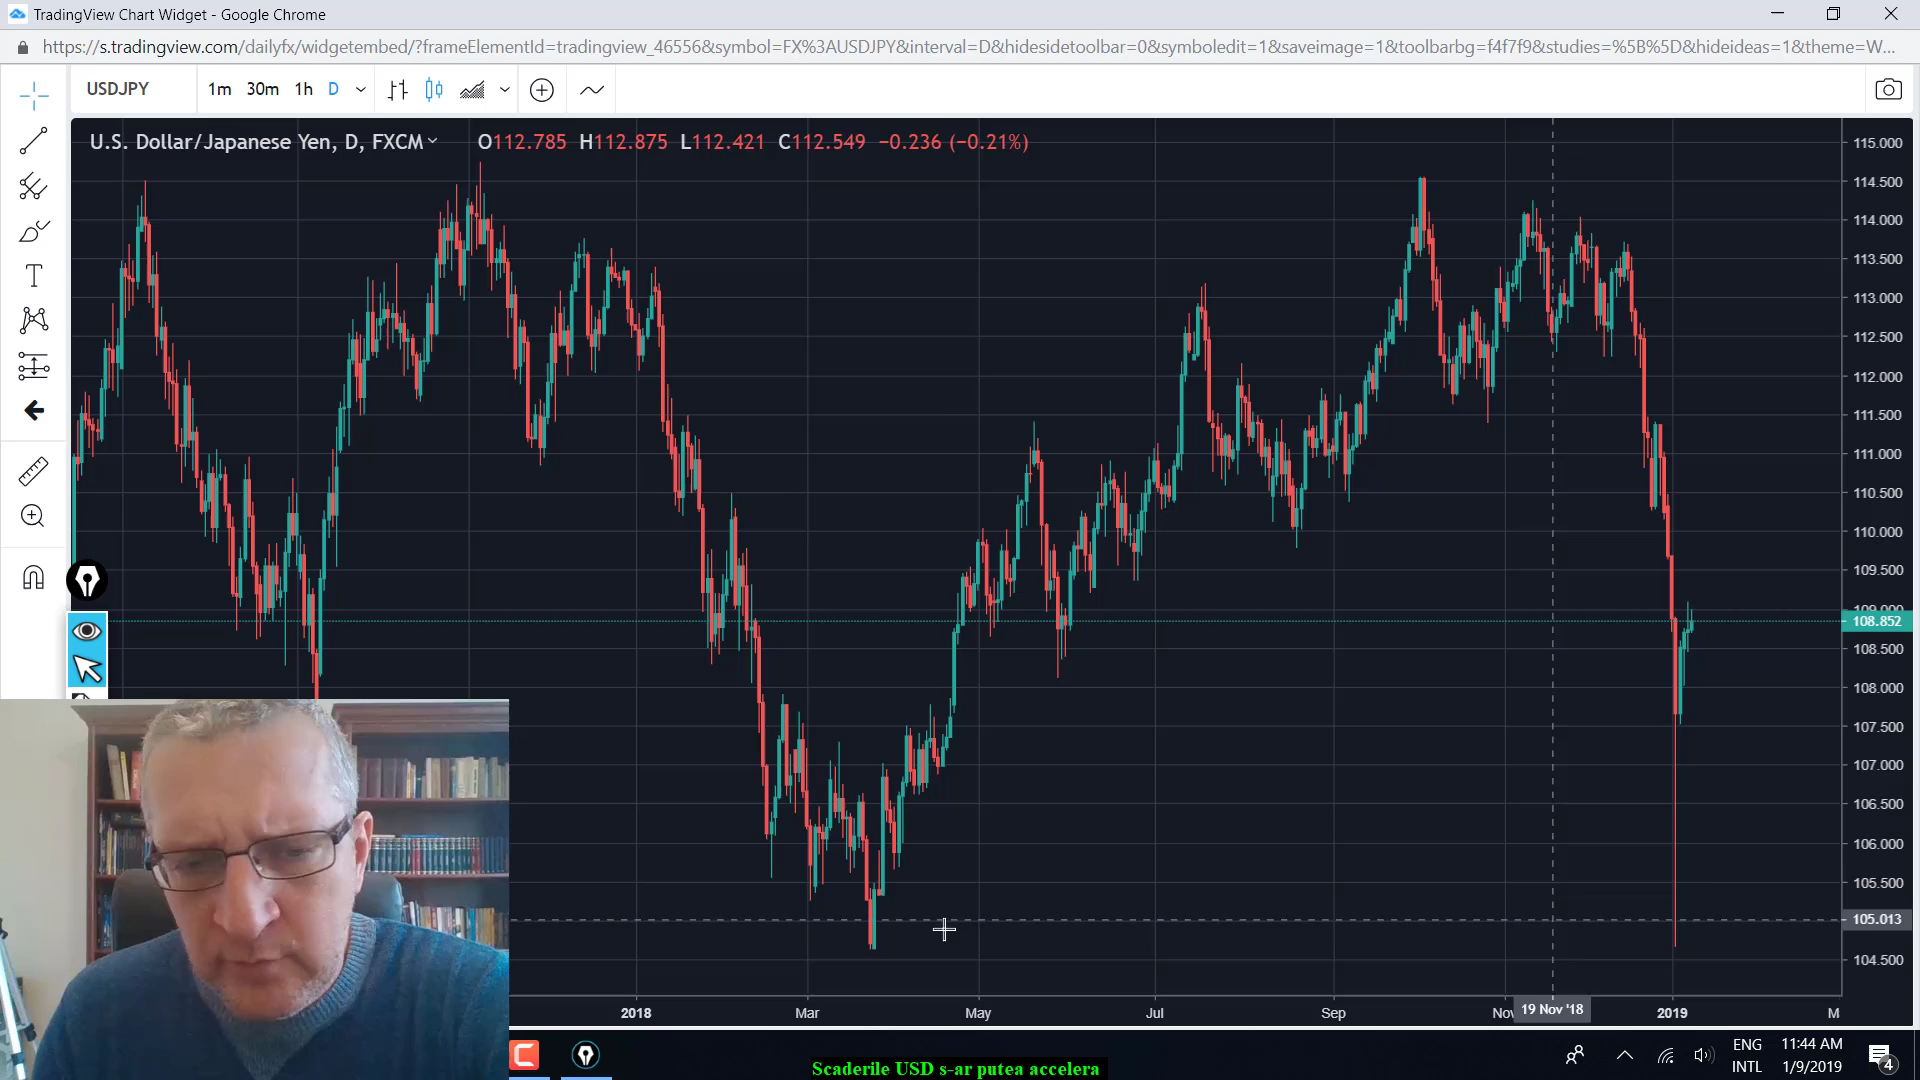 TradingView Chart Widget - Google Chrome
https://s.tradingview.com/dailyfx/widgetembed/?frameElementId=tradingview_46556&symbol=FX%3AUSDJPY&interval=D&hidesidetoolbar=0&symboledit=1&saveimage=1&toolbarbg=f4f7f9&studies=%5B%5D&hideideas=1&theme=W...
USDJPY 1m 30m 1h D
U.S. Dollar/Japanese Yen, D, FXCM O112.785 H112.875 L112.421 C112.549 −0.236 (−0.21%)
115.000
114.500
114.000
113.500
113.000
112.500
112.000
111.500
111.000
110.500
110.000
109.500
109.000
108.852
108.500
108.000
107.500
107.000
106.500
106.000
105.500
105.013
104.500
2018 Mar May Jul Sep Nov 19 Nov '18 2019 M
ENG 11:44 AM
INTL 1/9/2019 4
Scaderile USD s-ar putea accelera